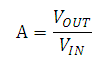 A = V_OUT / V_IN